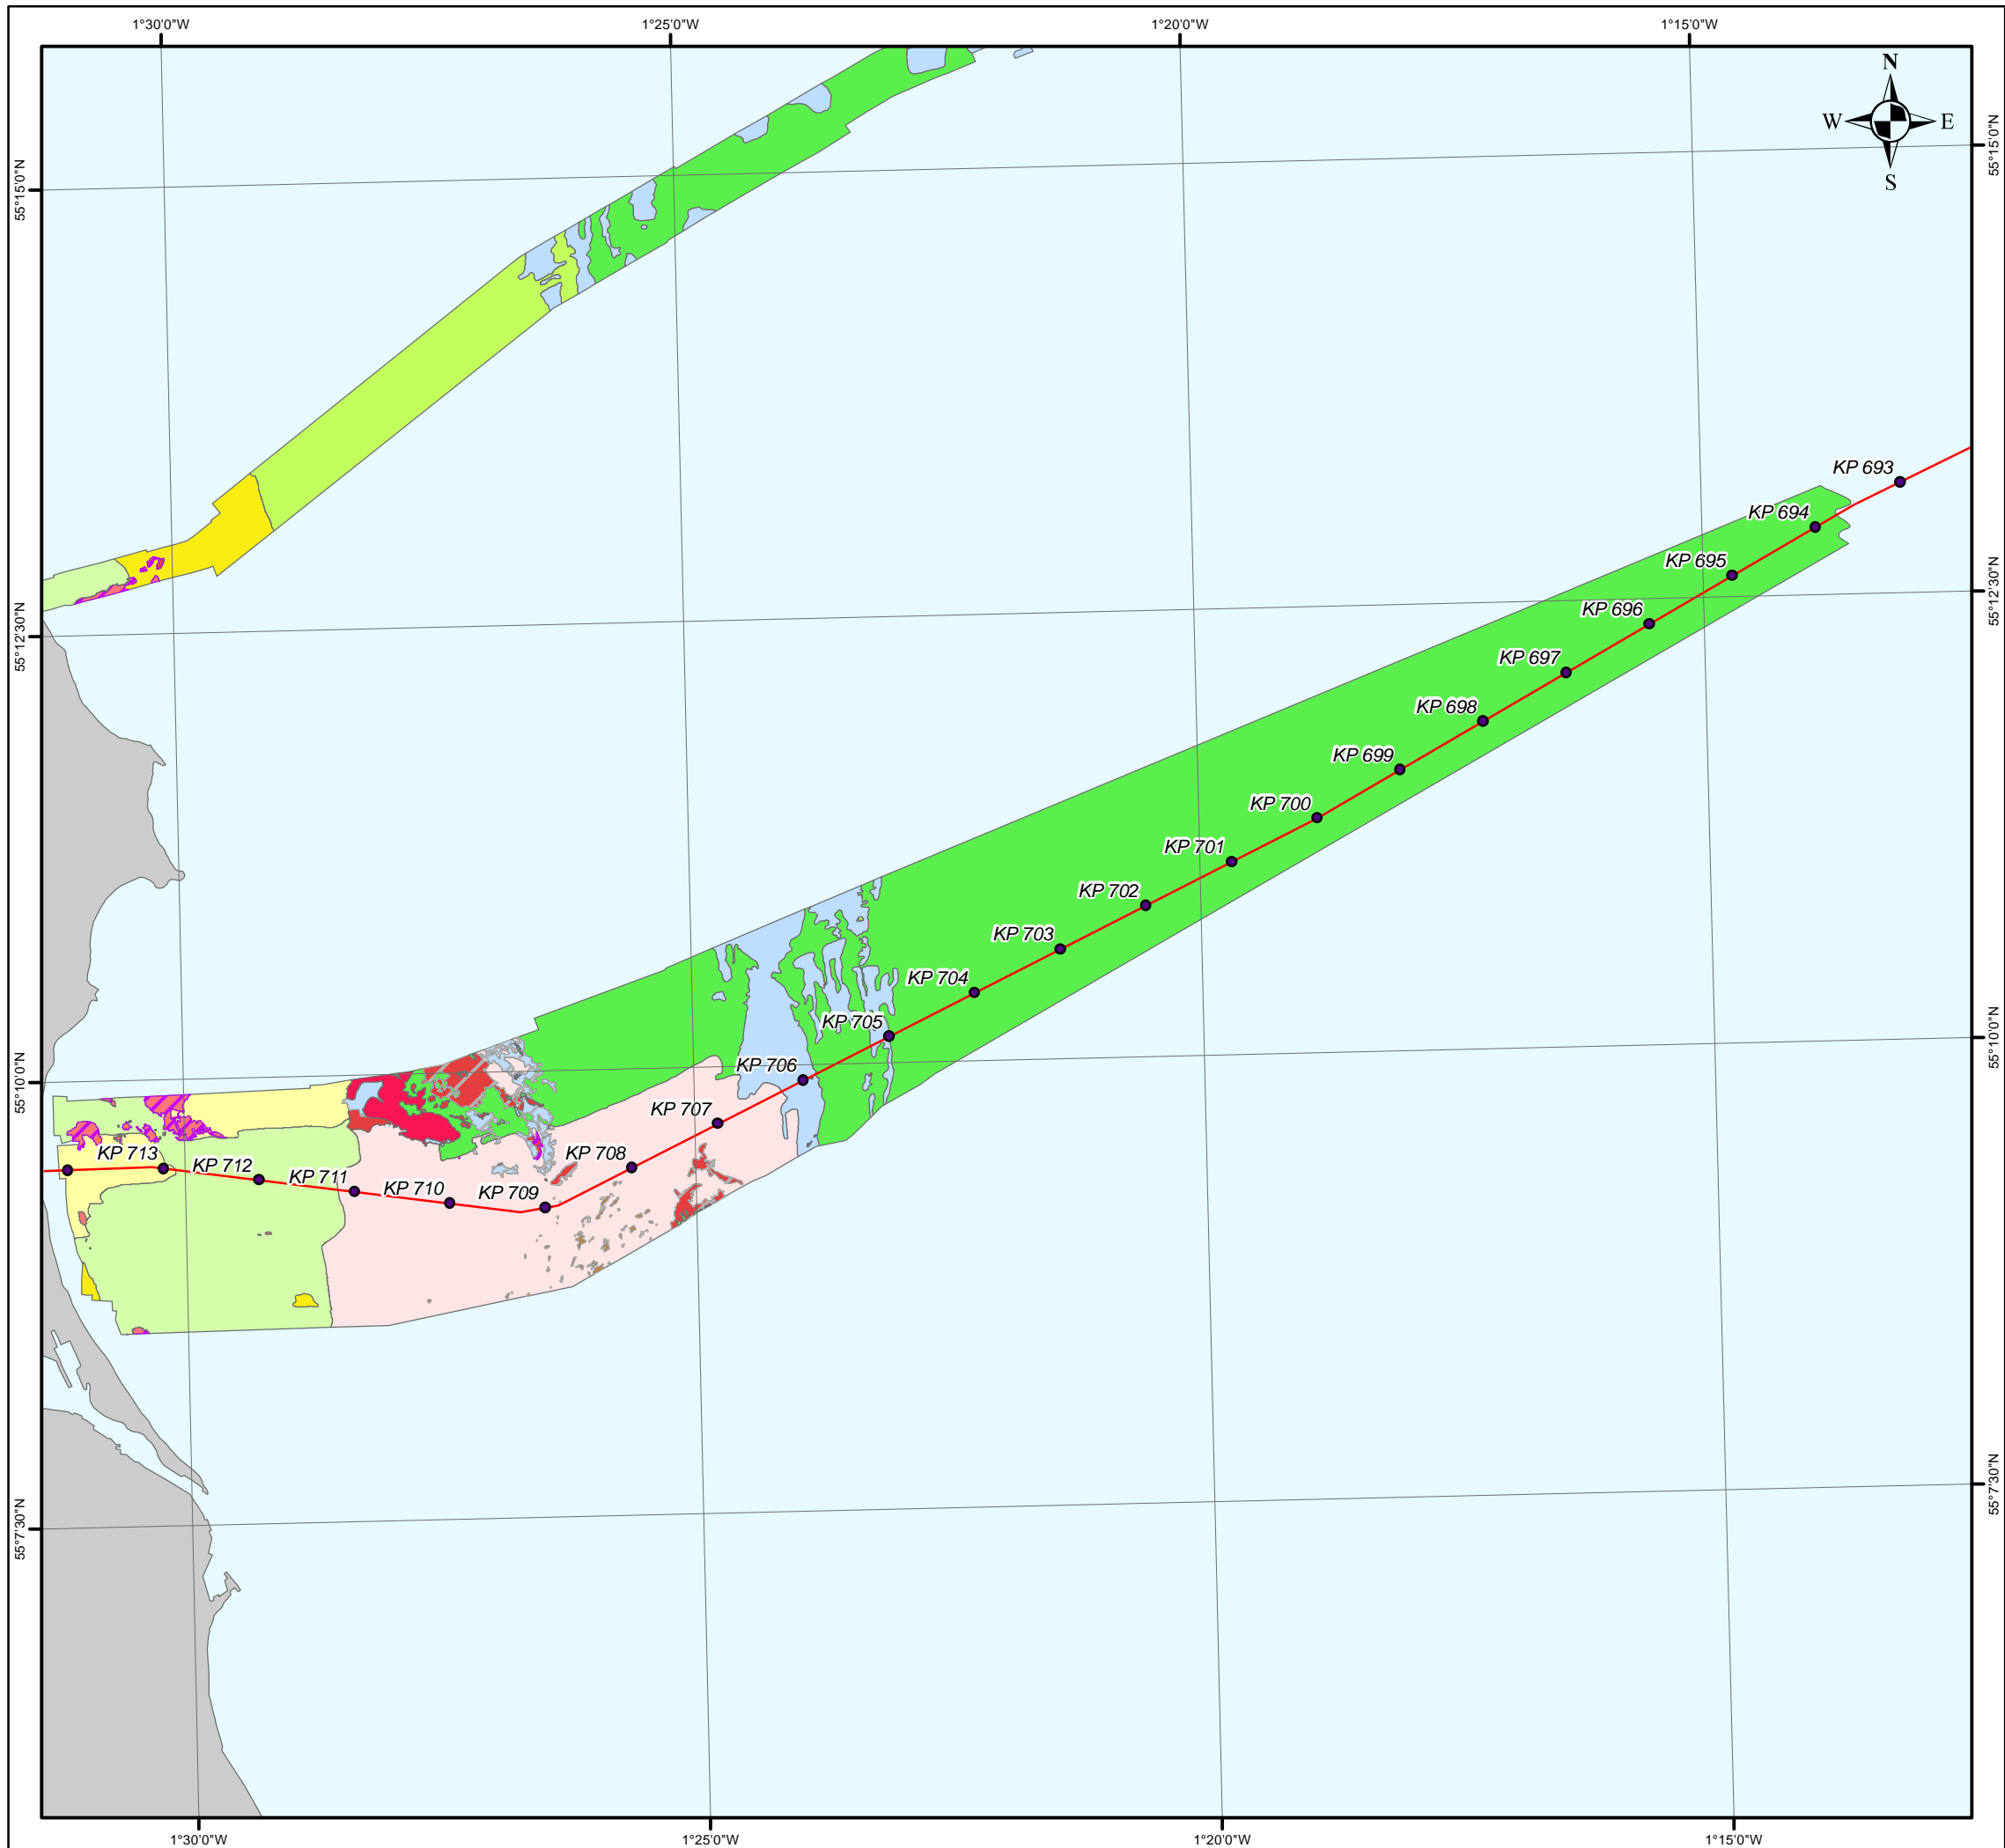 1°30'0"W 1°25'0"W 1°20'0"W 1°15'0"W
N
W E
S
55°15'0"N 55°15'0"N
KP 693
KP 694
KP 695
55°12'30"N 55°12'30"N
KP 696
KP 697
KP 698
KP 699
KP 700
KP 701
KP 702
KP 703
KP 704
KP 705
55°10'0"N 55°10'0"N
KP 706
KP 707
KP 708
KP 713
KP 712
KP 711
KP 710
KP 709
55°7'30"N 55°7'30"N
1°30'0"W 1°25'0"W 1°20'0"W 1°15'0"W